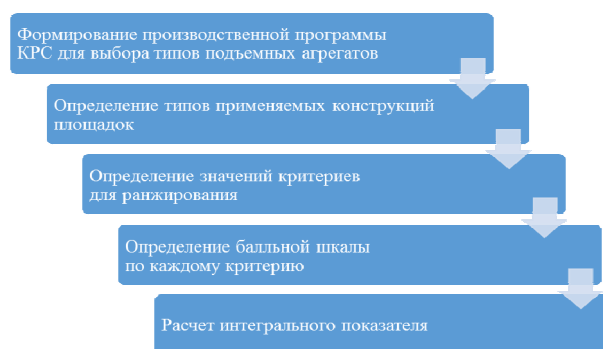 Формирование производственной программы
КРС для выбора типов подъемных агрегатов
Определение типов применяемых конструкций
площадок
Определение значений критериев
для ранжирования
Определение балльной шкалы
по каждому критерию
Расчет интегрального показателя